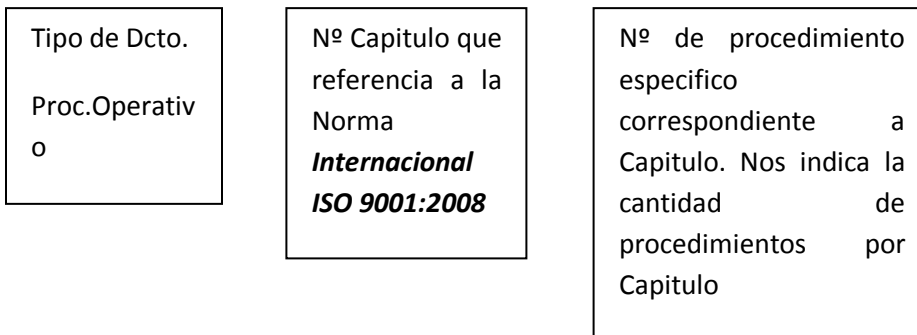 Tipo de Dcto.
Proc.Operativ
o
Nº Capitulo que
referencia a la
Norma
Internacional
ISO 9001:2008
Nº de procedimiento
especifico
correspondiente a
Capitulo. Nos indica la
cantidad de
procedimientos por
Capitulo